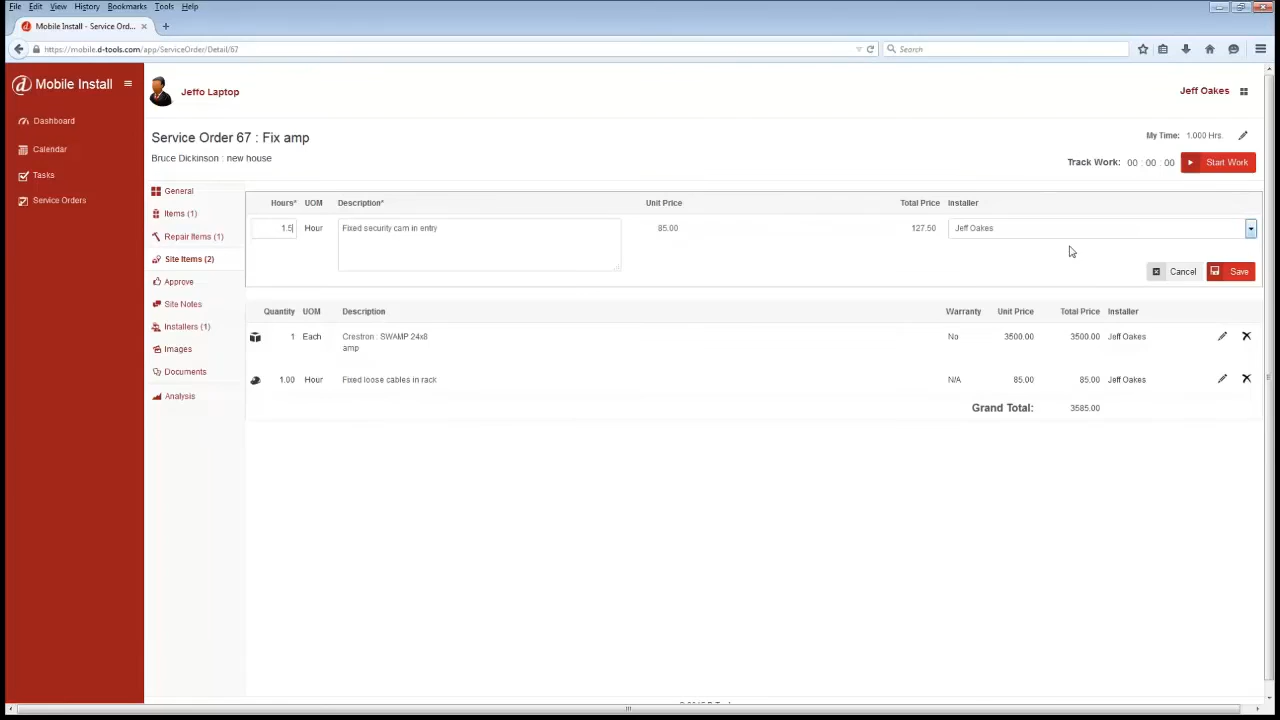 File Edit View History Bookmarks Tools Help
Mobile Install - Service Ord...
https://mobile.d-tools.com/app/ServiceOrder/Detail/67
Search
Mobile Install
Jeffo Laptop
Jeff Oakes
Dashboard
Calendar
Tasks
Service Orders
Service Order 67 : Fix amp
My Time: 1.000 Hrs.
Bruce Dickinson : new house
Track Work: 00 : 00 : 00 Start Work
General
Items (1)
Repair Items (1)
Site Items (2)
Approve
Site Notes
Installers (1)
Images
Documents
Analysis
Hours* UOM Description* Unit Price Total Price Installer
1.5 Hour Fixed security cam in entry 85.00 127.50 Jeff Oakes
Cancel Save
Quantity UOM Description Warranty Unit Price Total Price Installer
1 Each Crestron : SWAMP 24x8 No 3500.00 3500.00 Jeff Oakes
amp
1.00 Hour Fixed loose cables in rack N/A 85.00 85.00 Jeff Oakes
Grand Total: 3585.00